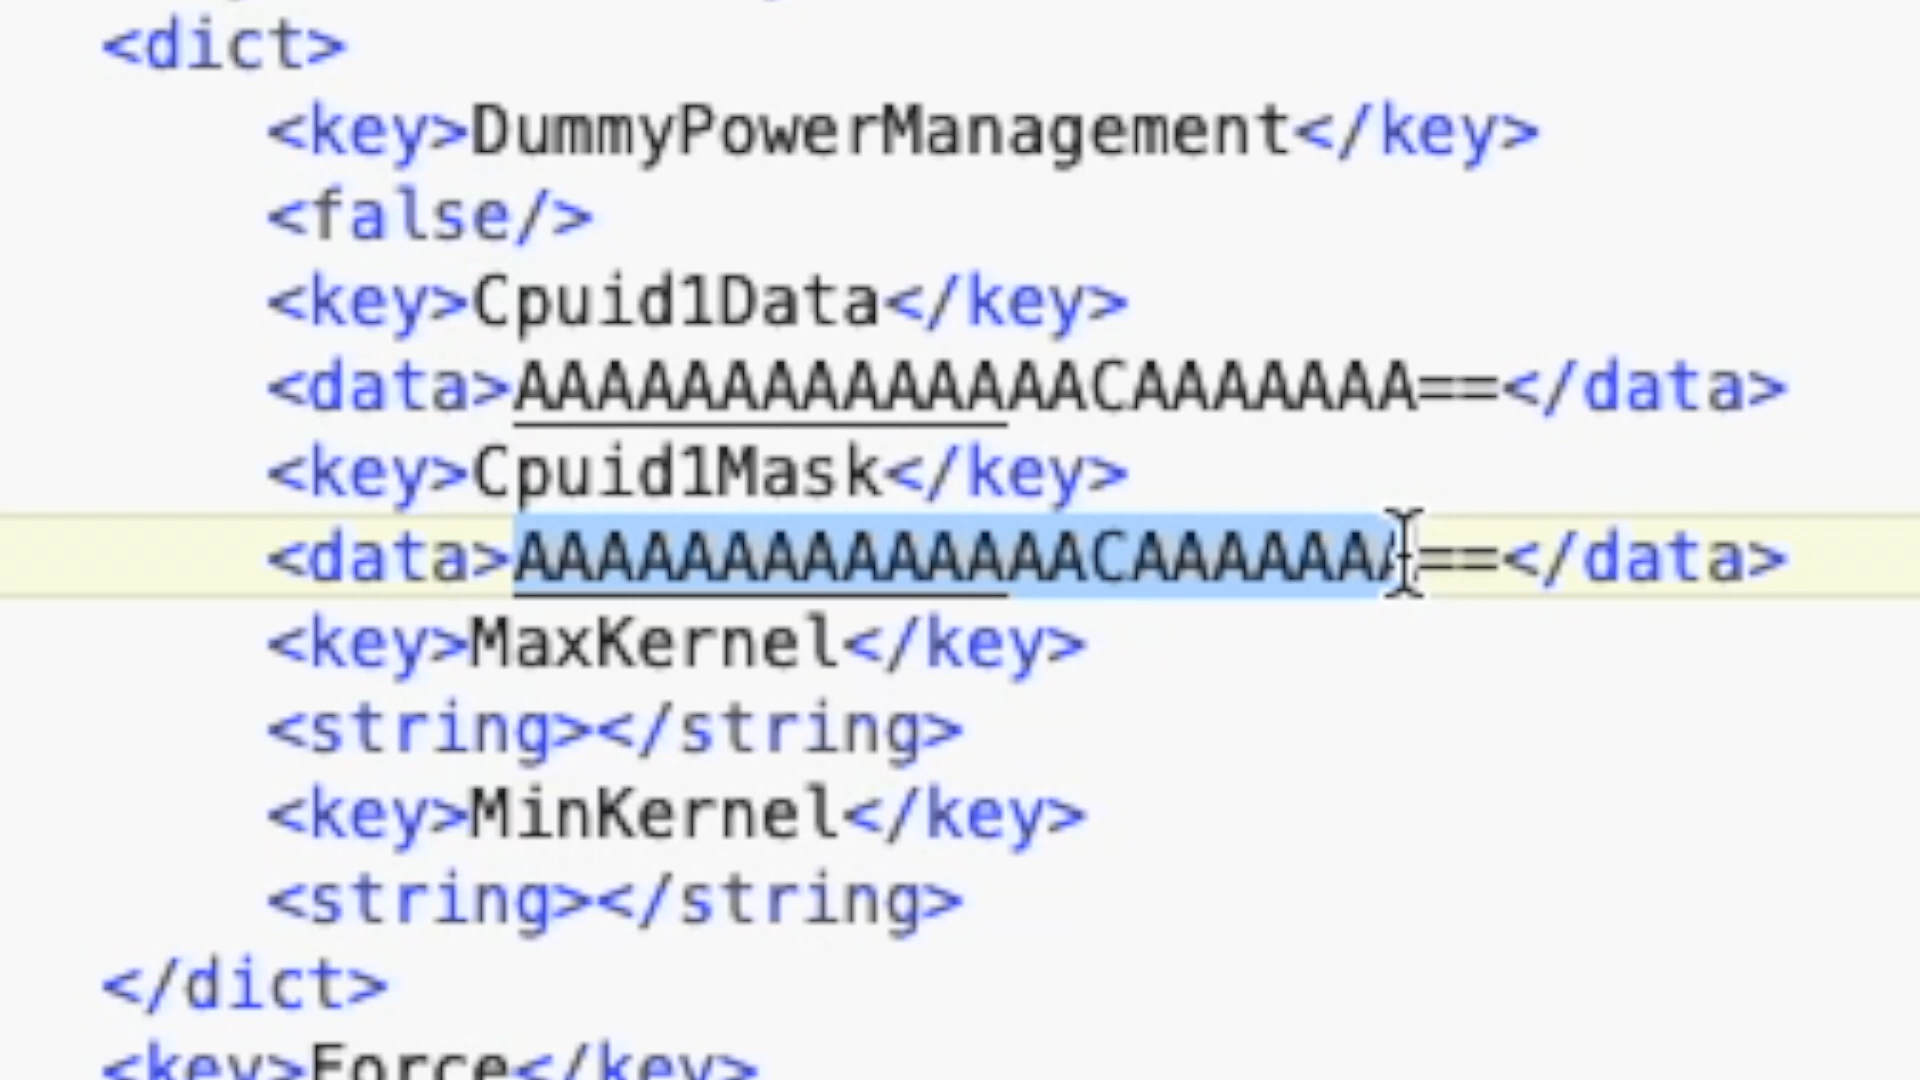 <dict>
<key>DummyPowerManagement</key>
<false/>
<key>Cpuid1Data</key>
<data>AAAAAAAAAAAAAACAAAAAAA==</data>
<key>Cpuid1Mask</key>
<data>AAAAAAAAAAAAAACAAAAAAA==</data>
<key>MaxKernel</key>
<string></string>
<key>MinKernel</key>
<string></string>
</dict>
<key>Force</key>